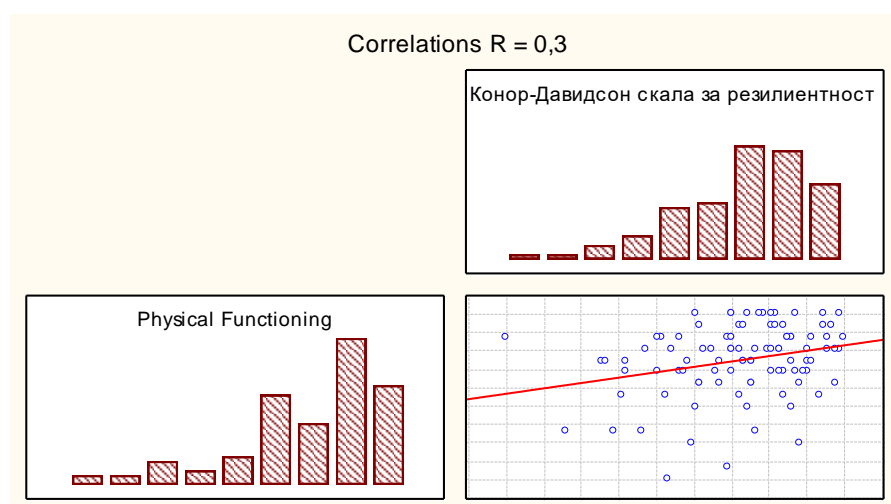 Correlations R = 0,3
Конор-Давидсон скала за резилиентност
Physical Functioning